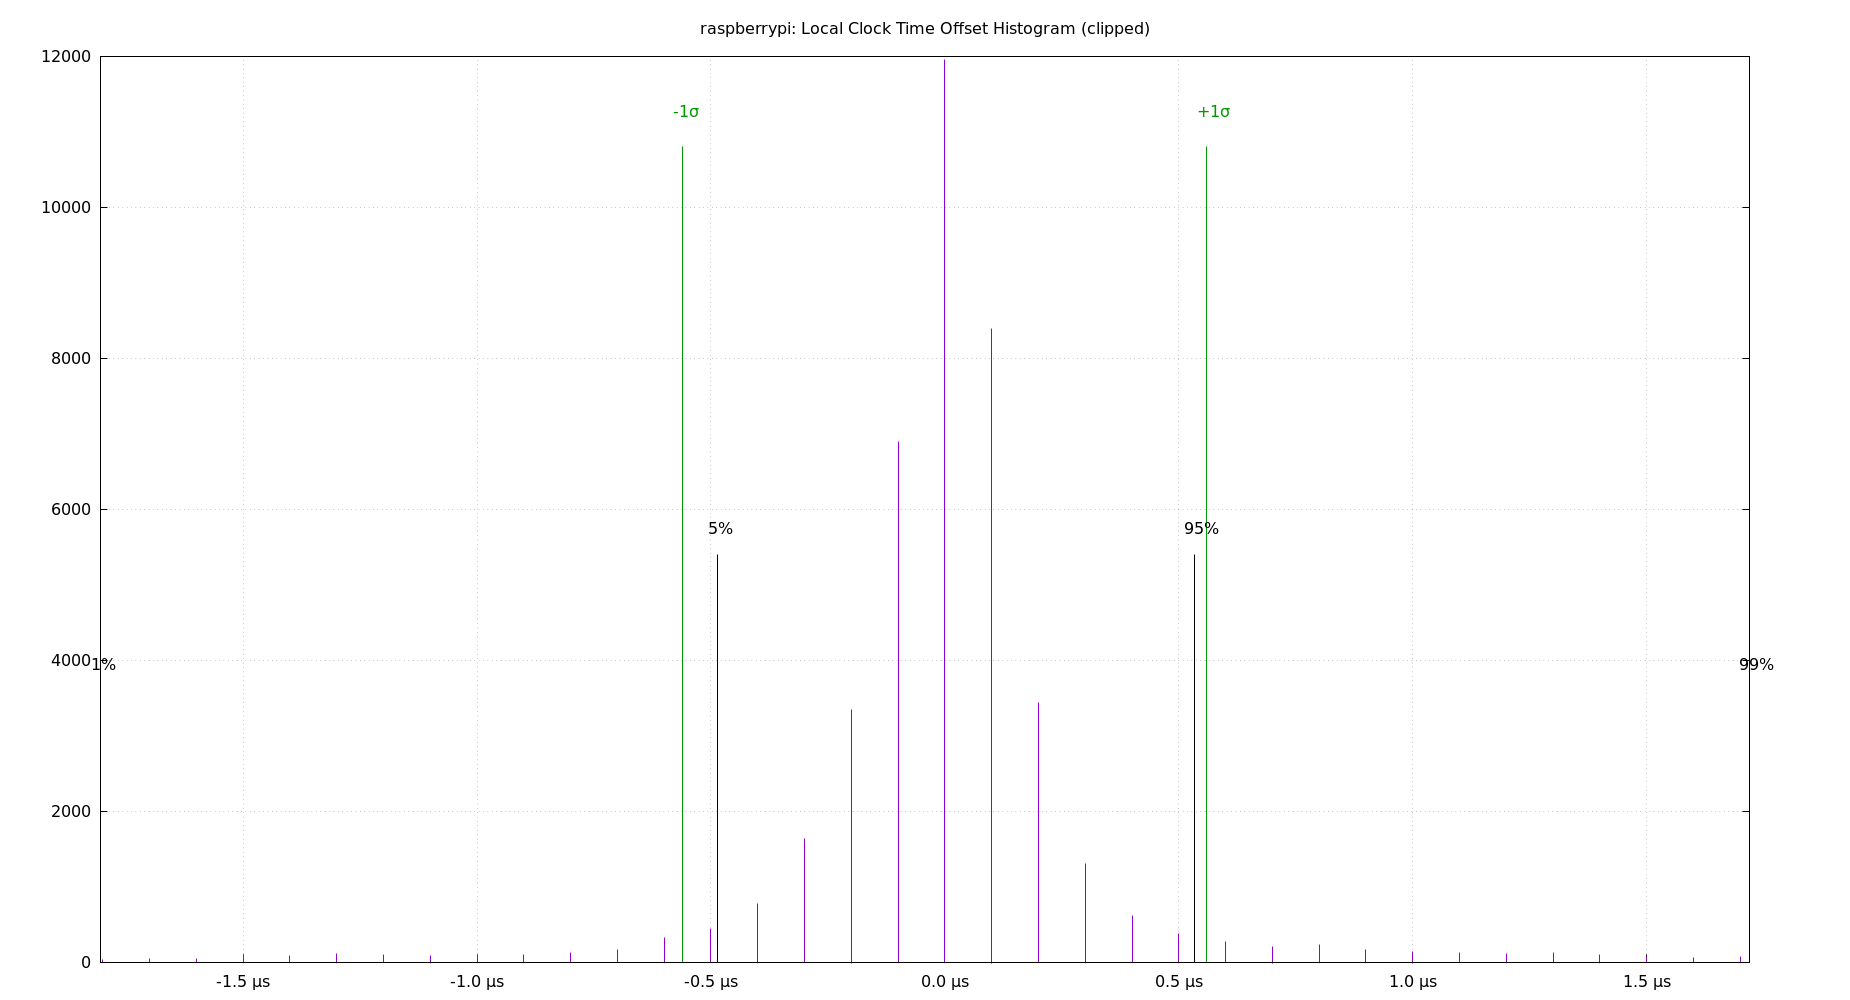 raspberrypi: Local Clock Time Offset Histogram (clipped)
12000
-1σ
+1σ
10000
8000
6000
5%
95%
4000
1%
99%
2000
0
-1.5 µs
-1.0 µs
-0.5 µs
0.0 µs
0.5 µs
1.0 µs
1.5 µs